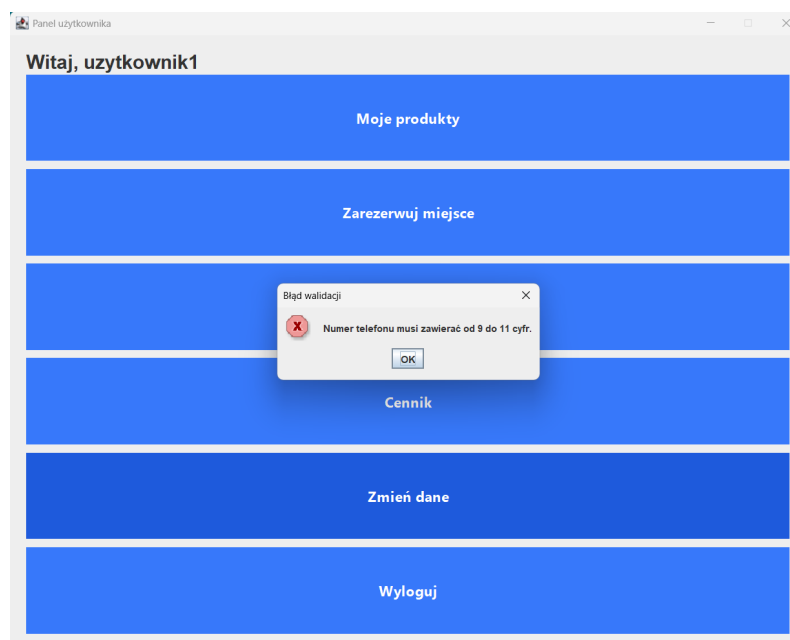 Panel użytkownika
Witaj, uzytkownik1
Moje produkty
Zarezerwuj miejsce
Błąd walidacji
Numer telefonu musi zawierać od 9 do 11 cyfr.
OK
Cennik
Zmień dane
Wyloguj